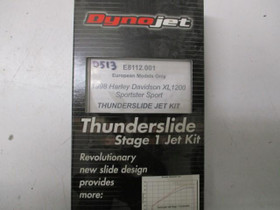 Dynojet
0513
E8112.001
European Models Only
Harley Davidson XL1200
Sportster Sport
THUNDERSLIDE JET KIT
Thunderslide
Stage 1 Jet Kit
Revolutionary
new slide design
provides
more: